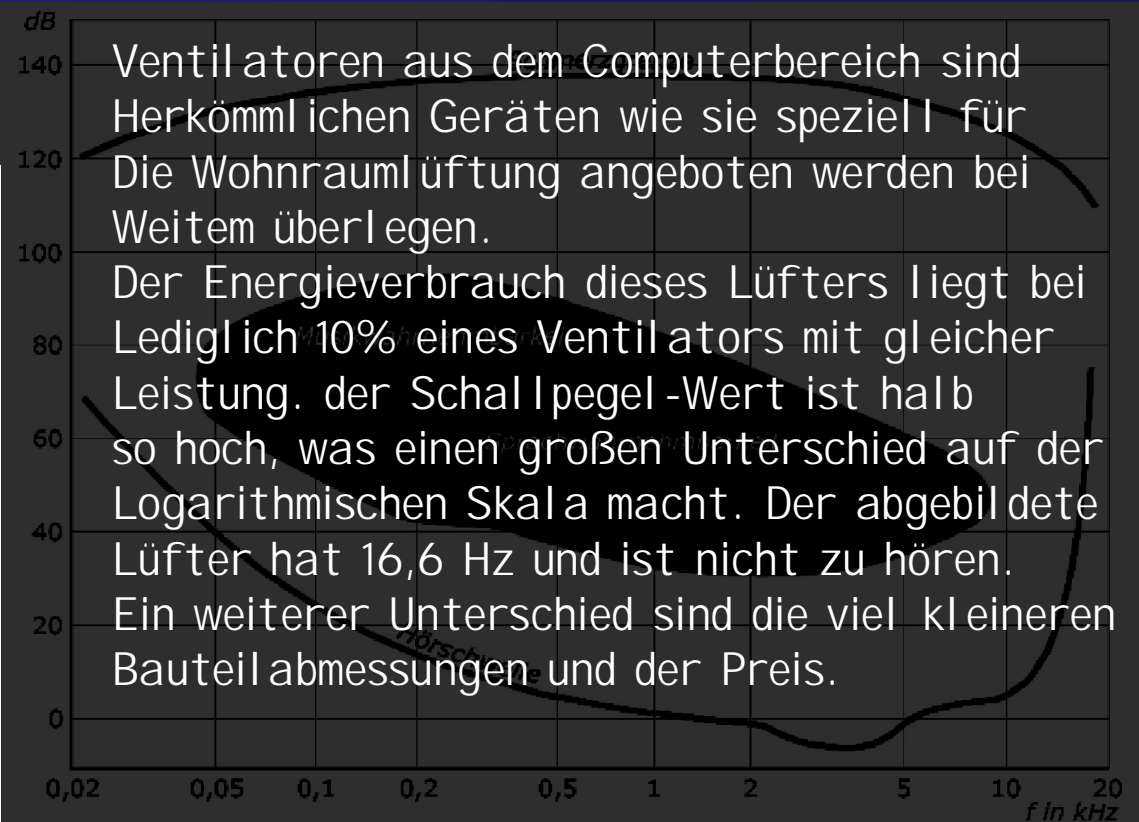 dB
140
120
100
80
60
40
20
0
Ventilatoren aus dem Computerbereich sind
Herkömmlichen Geräten wie sie speziell für
Die Wohnraumlüftung angeboten werden bei
Weitem überlegen.
Der Energieverbrauch dieses Lüfters liegt bei
Lediglich 10% eines Ventilators mit gleicher
Leistung. der Schallpegel-Wert ist halb
so hoch, was einen großen Unterschied auf der
Logarithmischen Skala macht. Der abgebildete
Lüfter hat 16,6 Hz und ist nicht zu hören.
Ein weiterer Unterschied sind die viel kleineren
Bauteilabmessungen und der Preis.
Hörschwelle
0,02 0,05 0,1 0,2 0,5 1 2 5 10 20
f in kHz